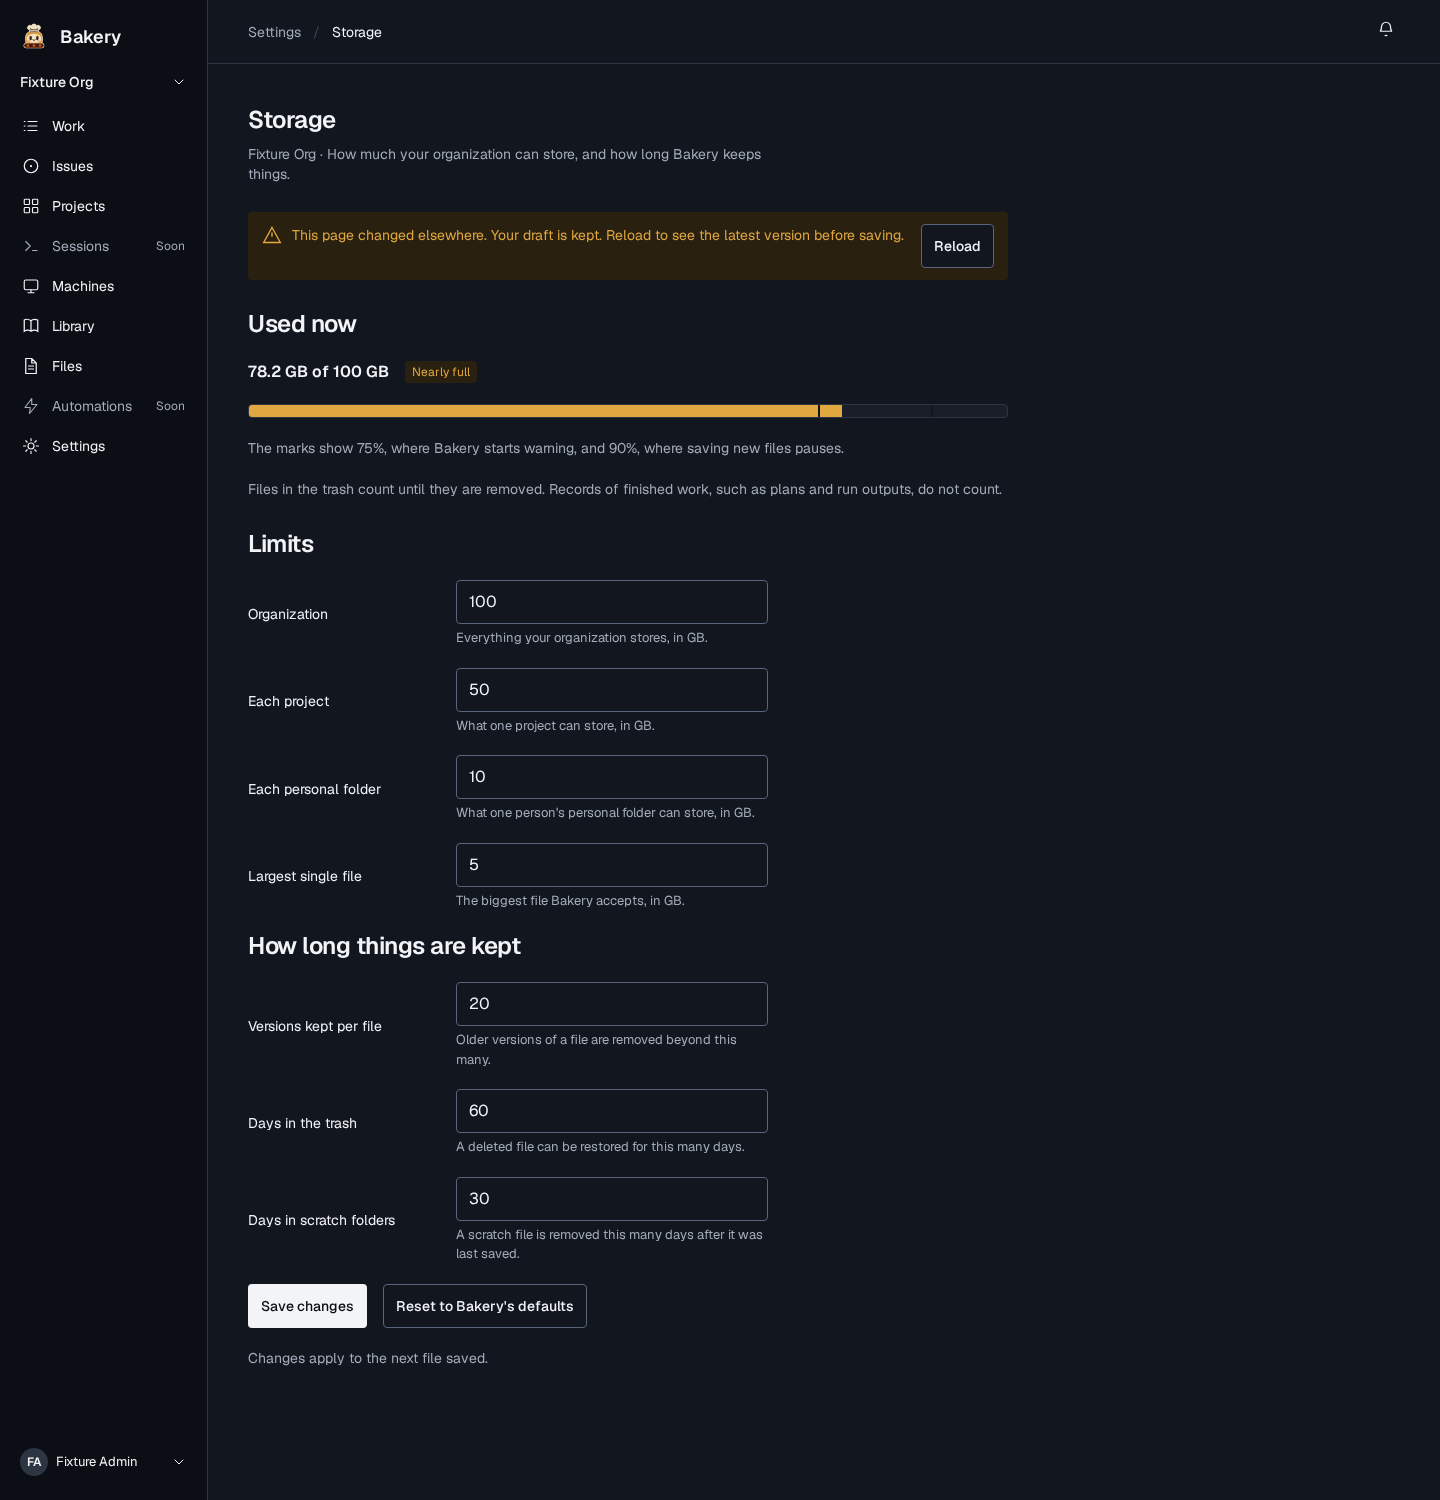 Bakery
Fixture Org
Work
Issues
Projects
Sessions Soon
Machines
Library
Files
Automations Soon
Settings
FA Fixture Admin
Settings / Storage
Storage
Fixture Org · How much your organization can store, and how long Bakery keeps
things.
This page changed elsewhere. Your draft is kept. Reload to see the latest version before saving.
Reload
Used now
78.2 GB of 100 GB Nearly full
The marks show 75%, where Bakery starts warning, and 90%, where saving new files pauses.
Files in the trash count until they are removed. Records of finished work, such as plans and run outputs, do not count.
Limits
Organization
100
Everything your organization stores, in GB.
Each project
50
What one project can store, in GB.
Each personal folder
10
What one person's personal folder can store, in GB.
Largest single file
5
The biggest file Bakery accepts, in GB.
How long things are kept
Versions kept per file
20
Older versions of a file are removed beyond this
many.
Days in the trash
60
A deleted file can be restored for this many days.
Days in scratch folders
30
A scratch file is removed this many days after it was
last saved.
Save changes
Reset to Bakery's defaults
Changes apply to the next file saved.